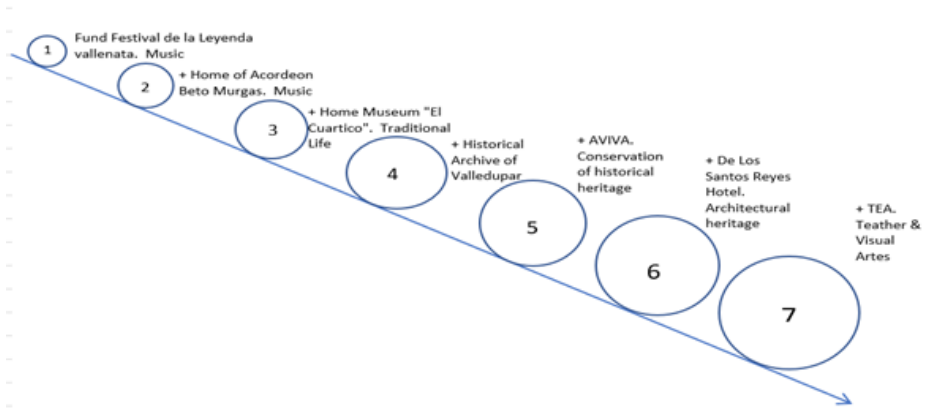 1
Fund Festival de la Leyenda
vallenata. Music
2
+ Home of Acordeon
Beto Murgas. Music
3
+ Home Museum "El
Cuartico". Traditional
Life
4
+ Historical
Archive of
Valledupar
5
+ AVIVA.
Conservation
of historical
heritage
6
+ De Los
Santos Reyes
Hotel.
Architectural
heritage
7
+ TEA.
Teather &
Visual
Artes